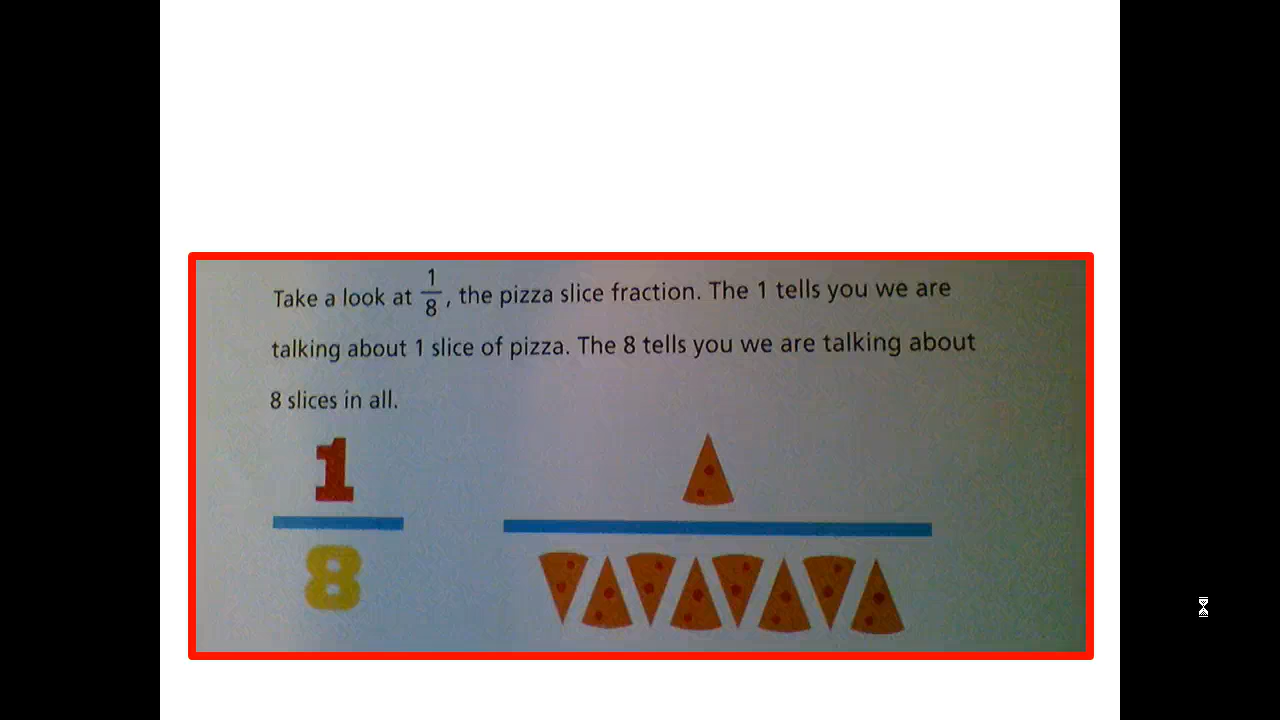 Take a look at 1/8, the pizza slice fraction. The 1 tells you we are
talking about 1 slice of pizza. The 8 tells you we are talking about
8 slices in all.
1
8